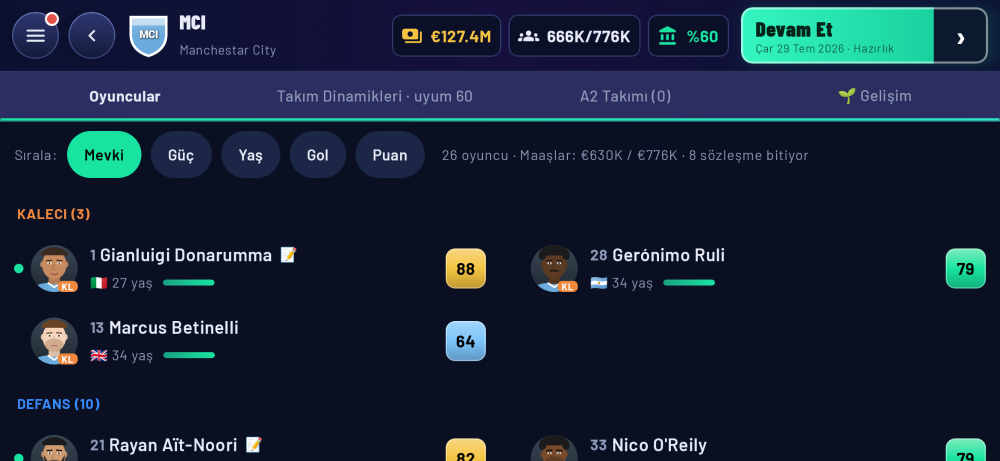 MCI
MCI
Manchestar City
€127.4M
666K/776K
%60
Devam Et
Çar 29 Tem 2026 · Hazırlık
Oyuncular
Takım Dinamikleri · uyum 60
A2 Takımı (0)
Gelişim
Sırala:
Mevki
Güç
Yaş
Gol
Puan
26 oyuncu · Maaşlar: €630K / €776K · 8 sözleşme bitiyor
KALECI (3)
1 Gianluigi Donarumma
KL
27 yaş
88
28 Gerónimo Ruli
KL
34 yaş
79
13 Marcus Betinelli
KL
34 yaş
64
DEFANS (10)
21 Rayan Aït-Noori
82
33 Nico O'Reily
79